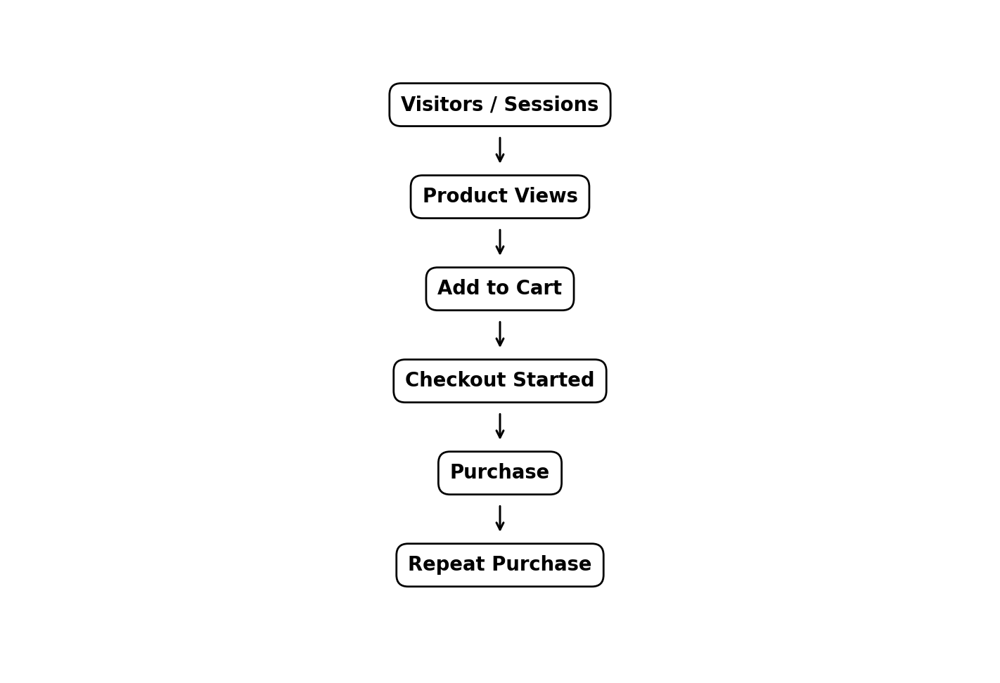 Visitors / Sessions
Product Views
Add to Cart
Checkout Started
Purchase
Repeat Purchase